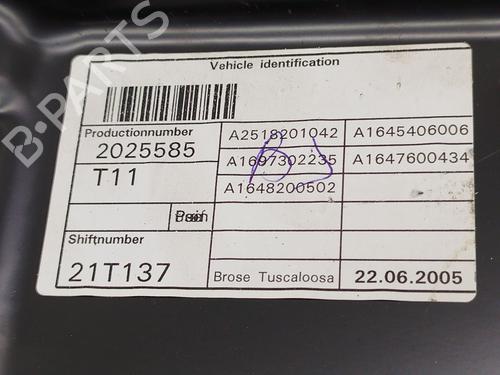 Vehicle identification
Productionnumber
2025585
T11
A2518201042
A1645406006
A1697302235
A1647600434
A1648200502
Shiftnumber
21T137
Brose Tuscaloosa
22.06.2005
B-PARTS